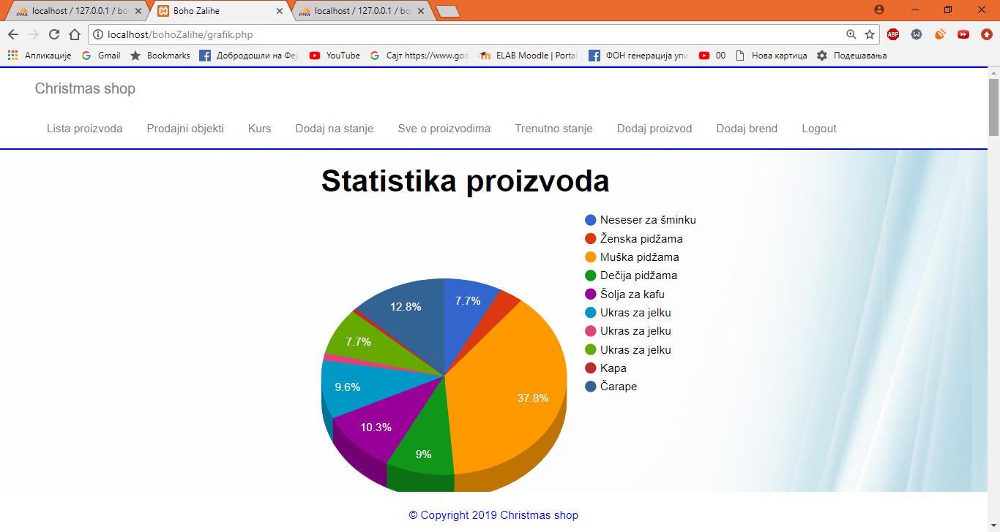 localhost / 127.0.0.1 / bo
Boho Zalihe
localhost / 127.0.0.1 / bo
localhost/bohoZalihe/grafik.php
ABP
Апликације
Gmail
Bookmarks
Добродошли на Феј
YouTube
Сајт https://www.goo
ELAB Moodle | Portal
ФОН генерација упи
00
Нова картица
Подешавања
Christmas shop
Lista proizvoda
Prodajni objekti
Kurs
Dodaj na stanje
Sve o proizvodima
Trenutno stanje
Dodaj proizvod
Dodaj brend
Logout
Statistika proizvoda
Neseser za šminku
Ženska pidžama
Muška pidžama
Dečija pidžama
Šolja za kafu
Ukras za jelku
Ukras za jelku
Ukras za jelku
Kapa
Čarape
12.8%
7.7%
7.7%
9.6%
37.8%
10.3%
9%
© Copyright 2019 Christmas shop